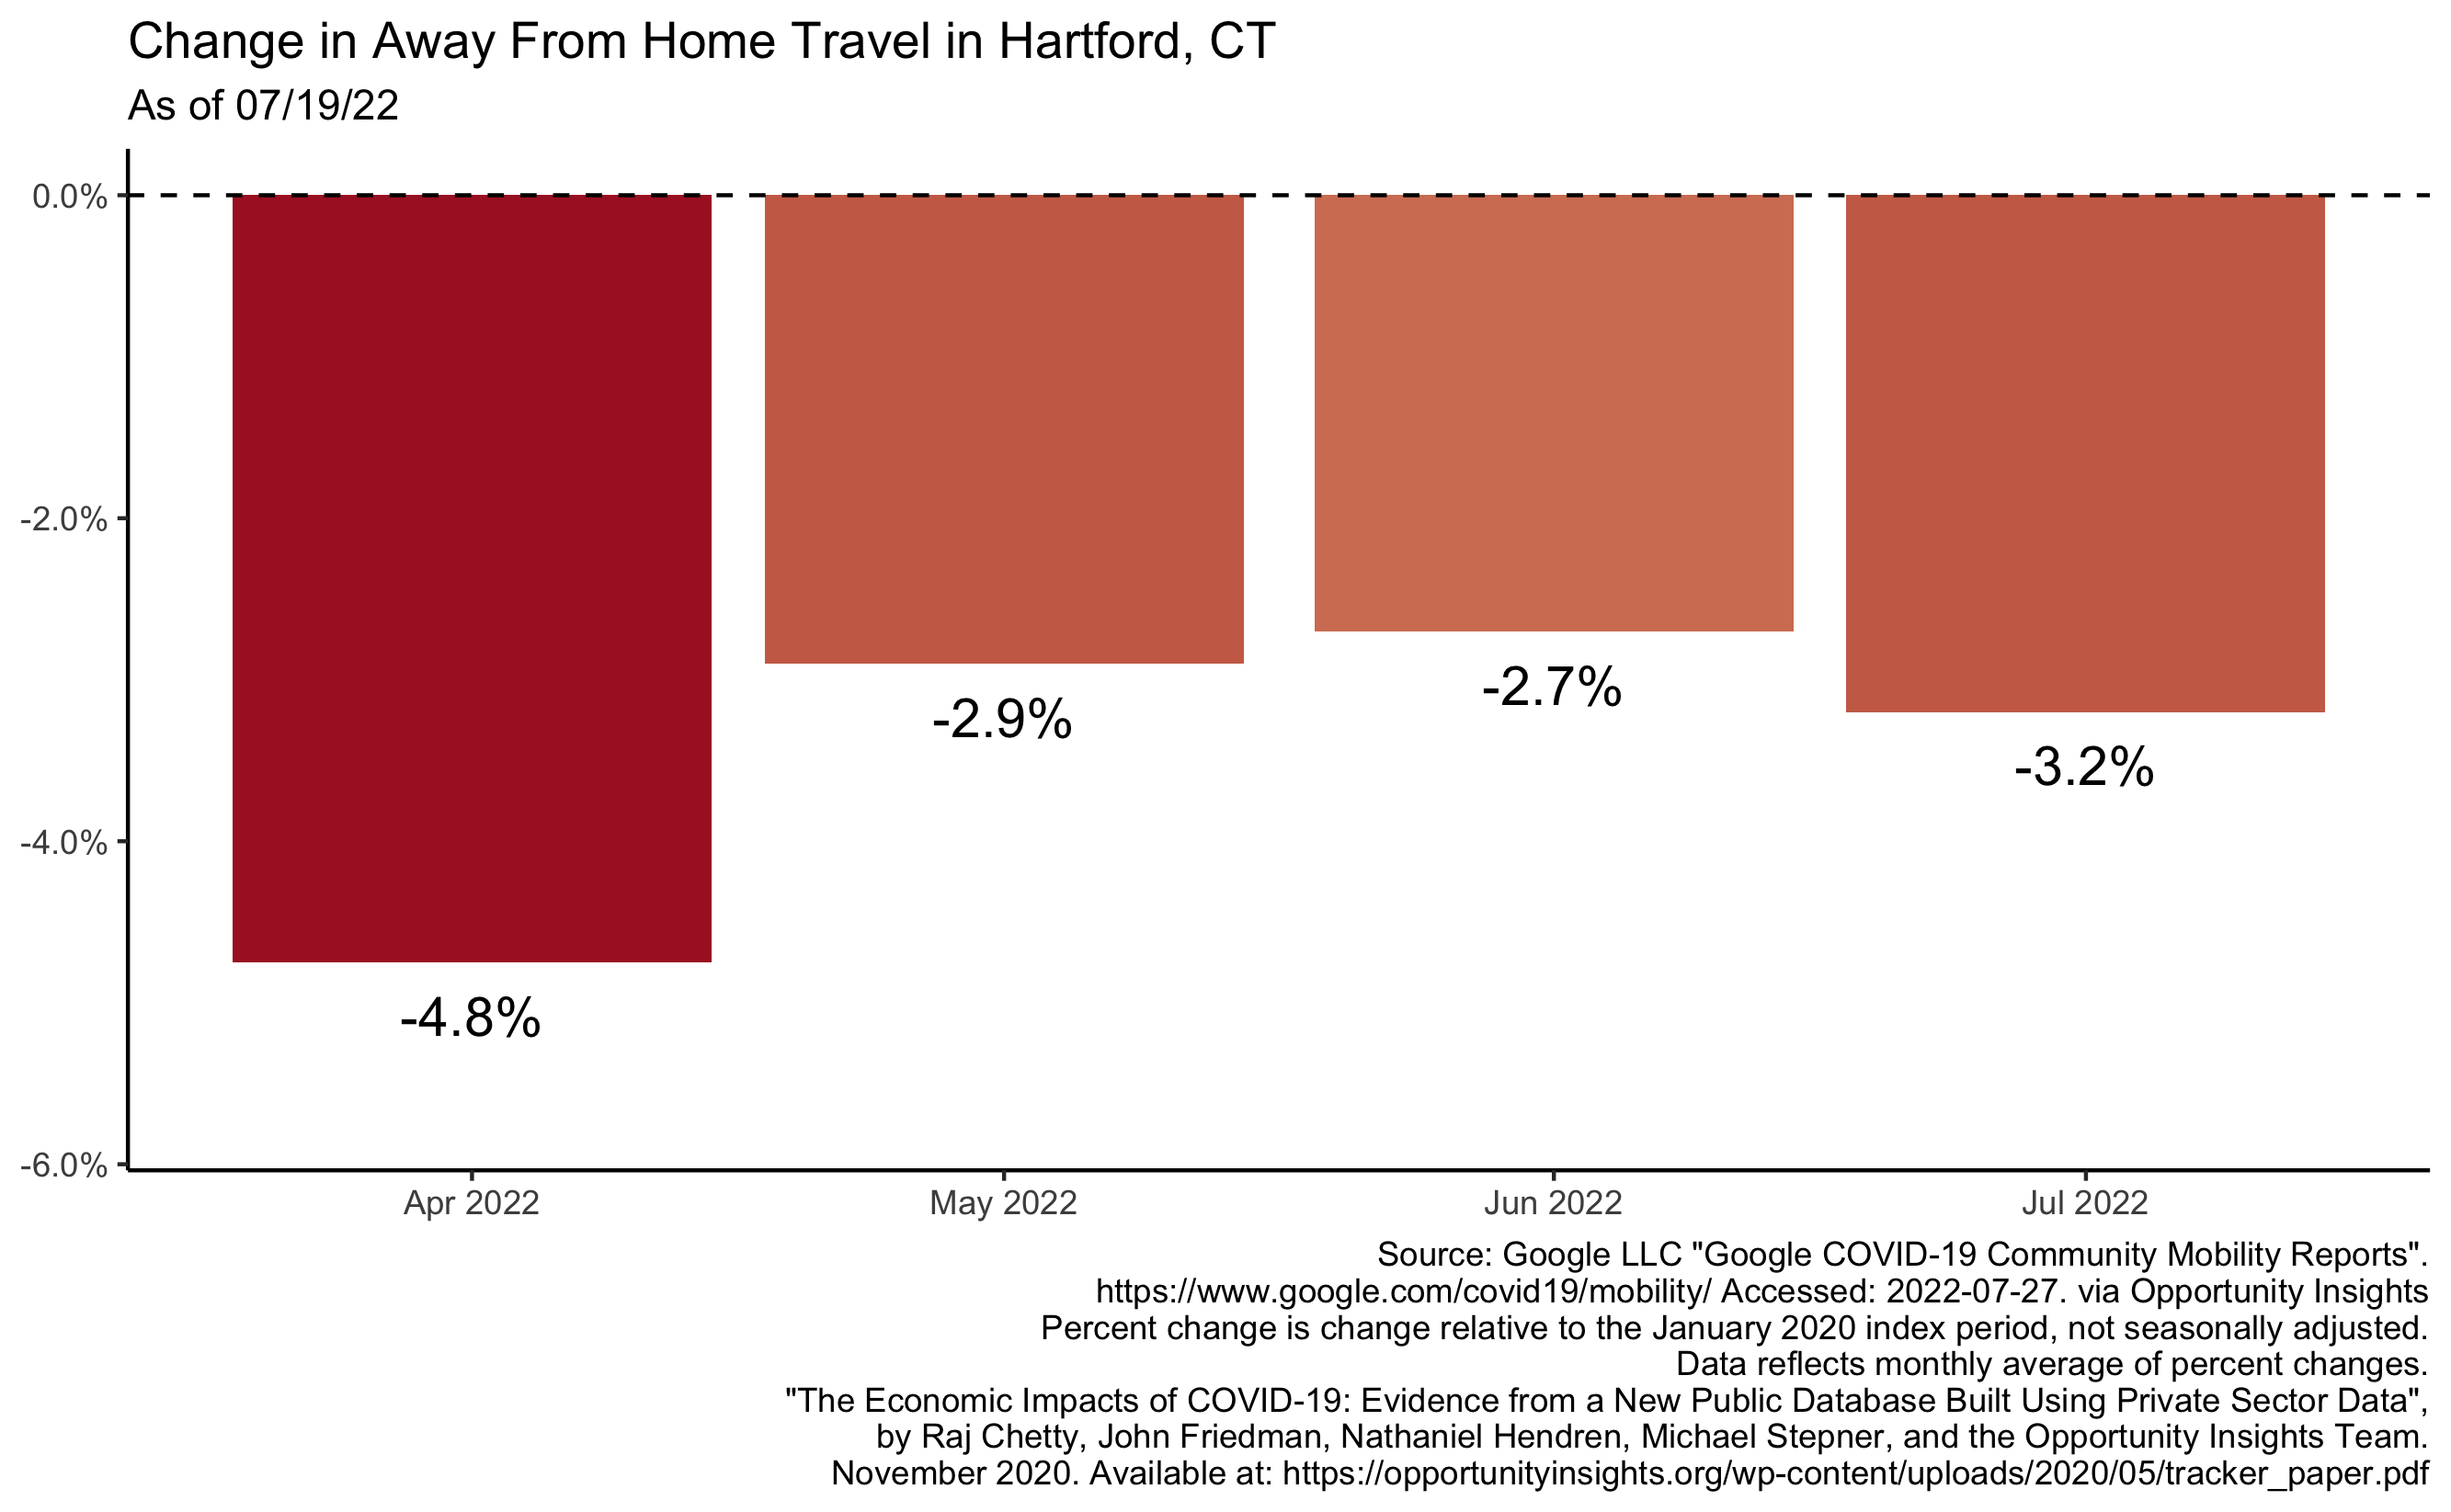 Change in Away From Home Travel in Hartford, CT
As of 07/19/22
0.0%
-2.0%
-4.0%
-6.0%
-4.8%
-2.9%
-2.7%
-3.2%
Apr 2022
May 2022
Jun 2022
Jul 2022
Source: Google LLC "Google COVID-19 Community Mobility Reports".
https://www.google.com/covid19/mobility/ Accessed: 2022-07-27. via Opportunity Insights
Percent change is change relative to the January 2020 index period, not seasonally adjusted.
Data reflects monthly average of percent changes.
"The Economic Impacts of COVID-19: Evidence from a New Public Database Built Using Private Sector Data",
by Raj Chetty, John Friedman, Nathaniel Hendren, Michael Stepner, and the Opportunity Insights Team.
November 2020. Available at: https://opportunityinsights.org/wp-content/uploads/2020/05/tracker_paper.pdf